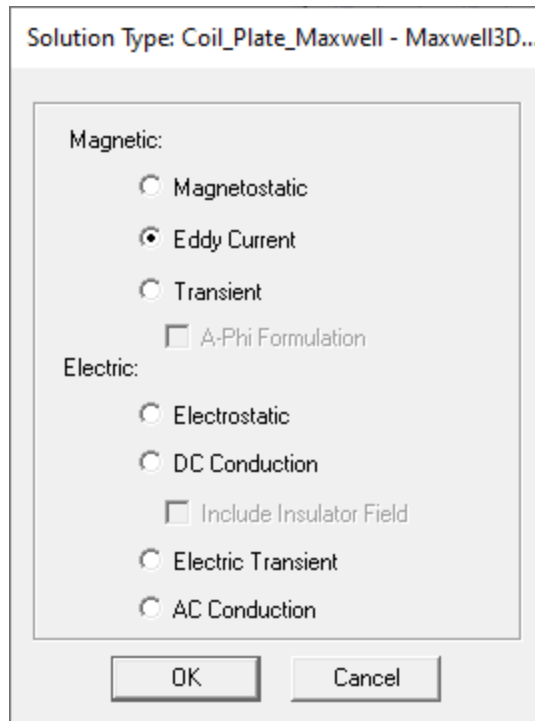 Solution Type: Coil_Plate_Maxwell - Maxwell3D...
Magnetic:
Magnetostatic
Eddy Current
Transient
A-Phi Formulation
Electric:
Electrostatic
DC Conduction
Include Insulator Field
Electric Transient
AC Conduction
OK Cancel